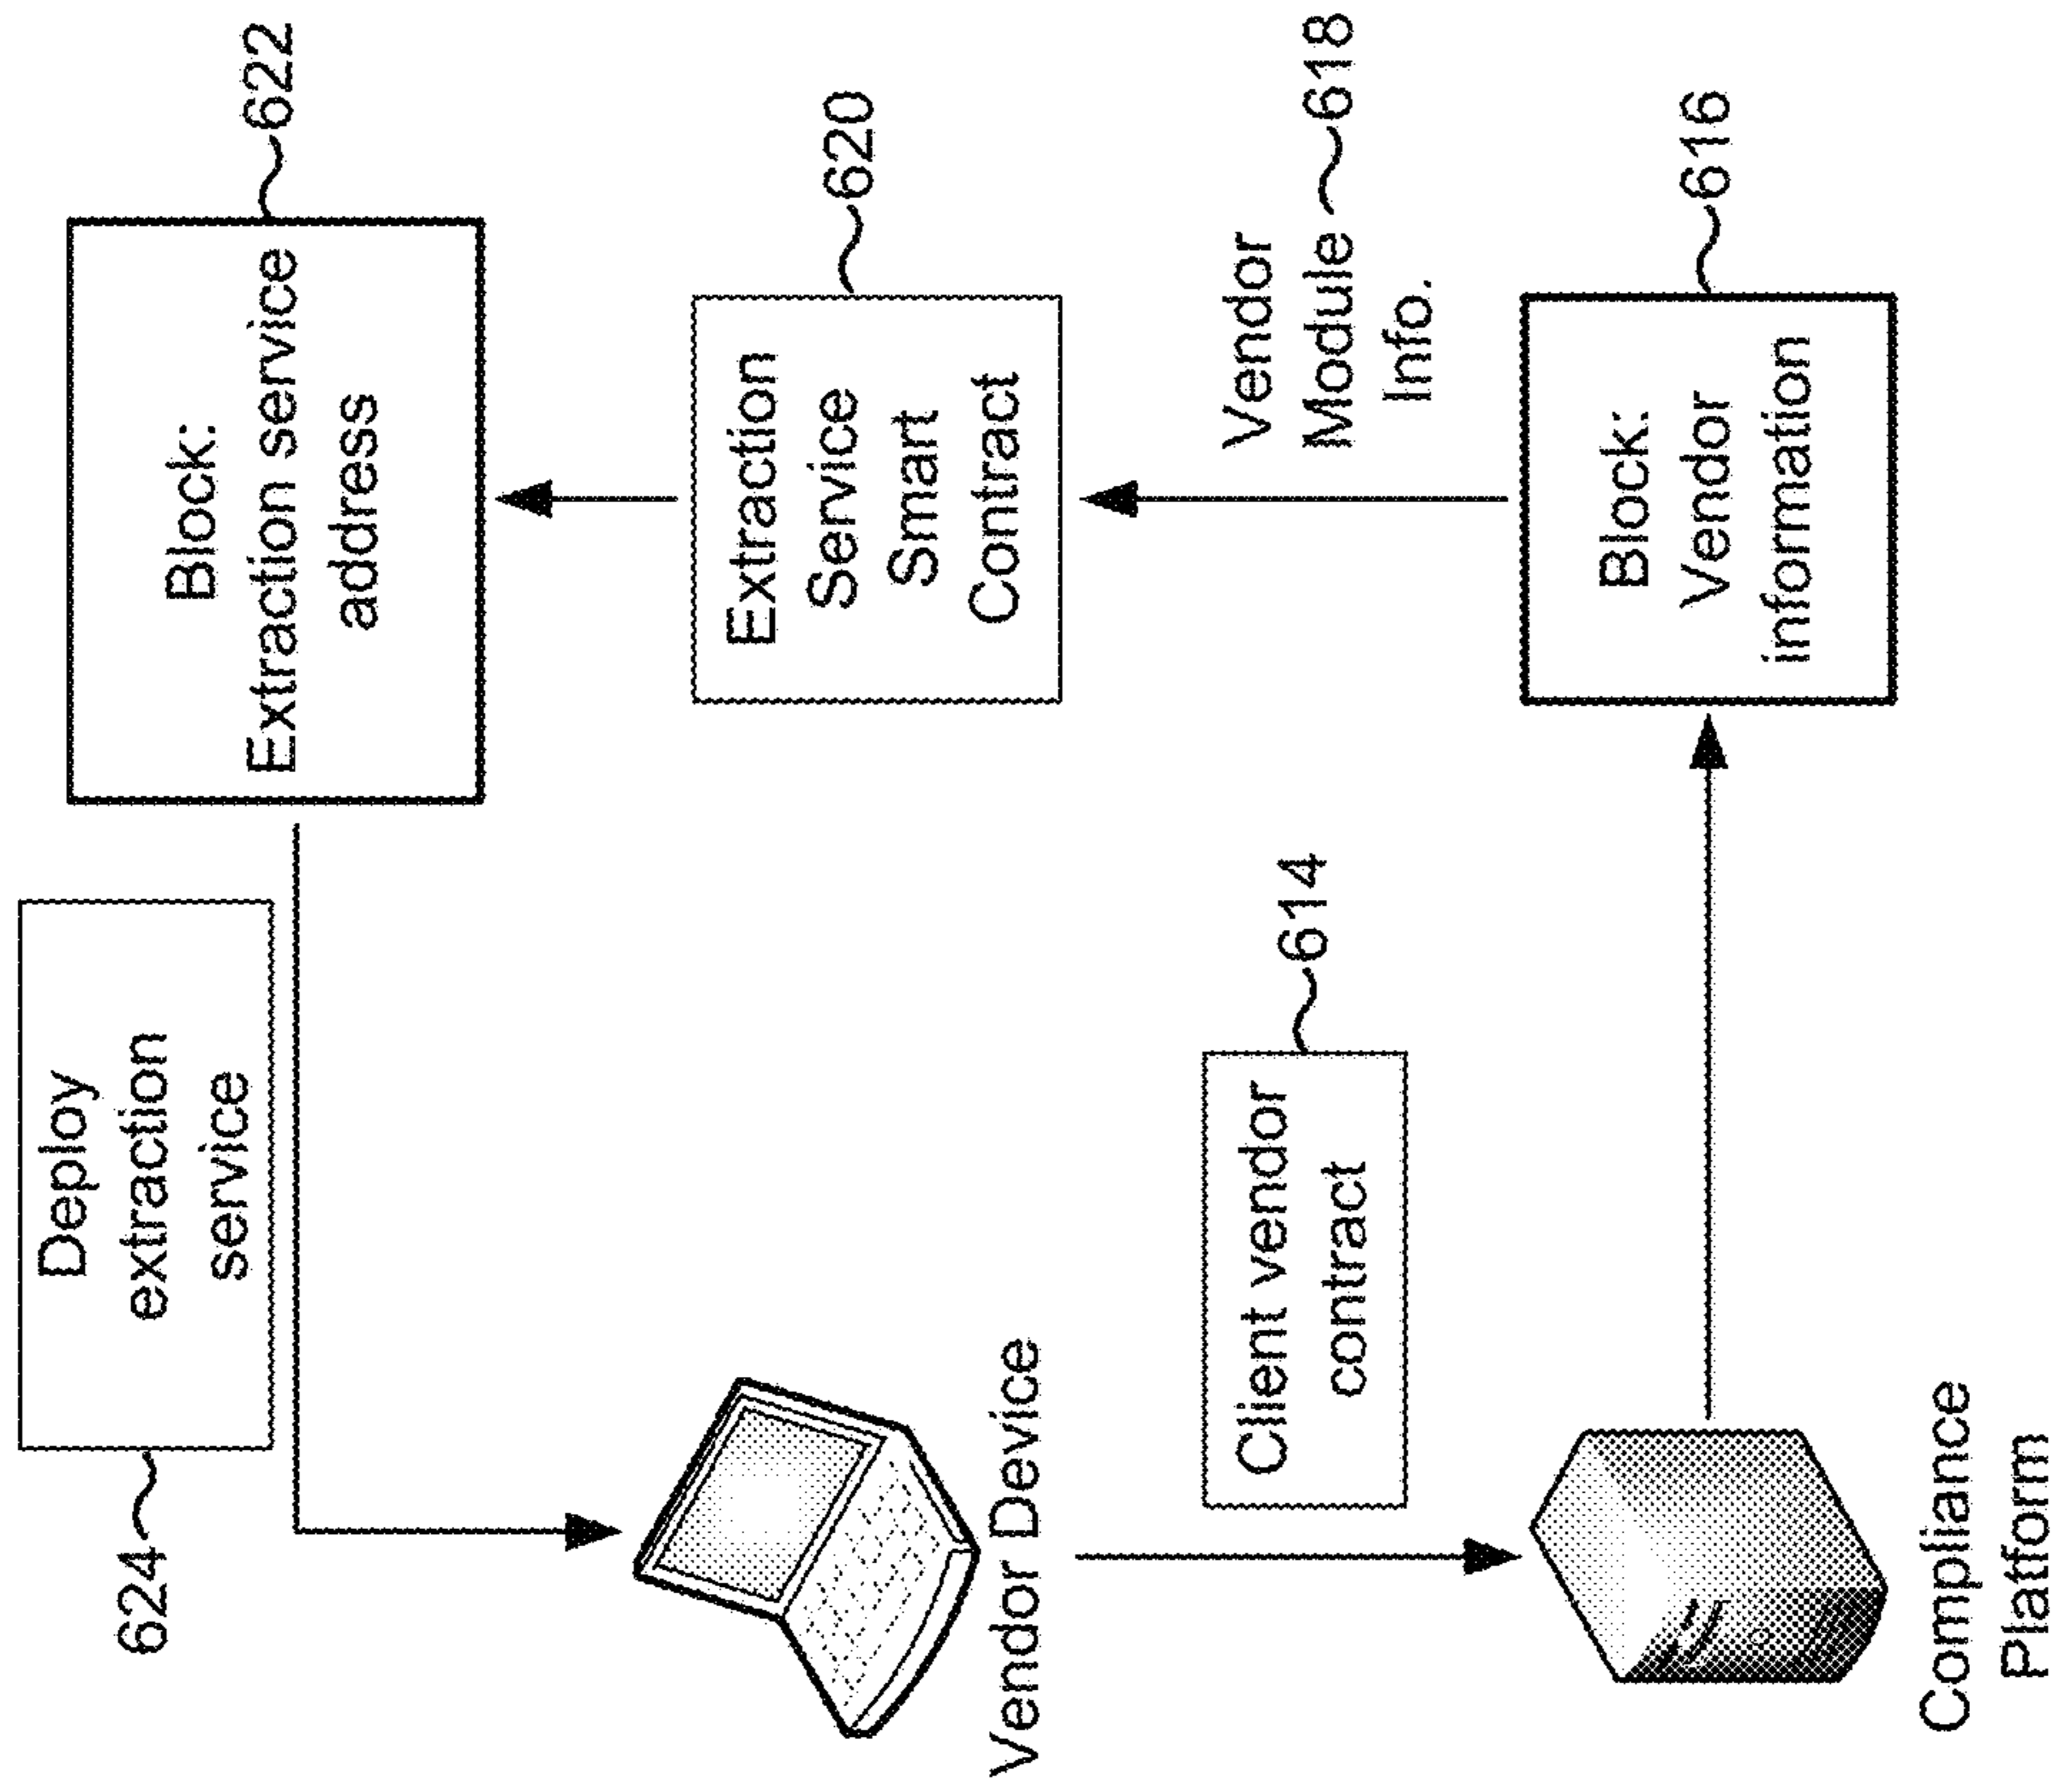 624
Deploy
extraction
service
Block:
Extraction service
address
622
Vendor Device
Extraction
Service
Smart
Contract
620
Client vendor
contract
614
Vendor
Module
Info.
618
Compliance
Platform
Block:
Vendor
information
616